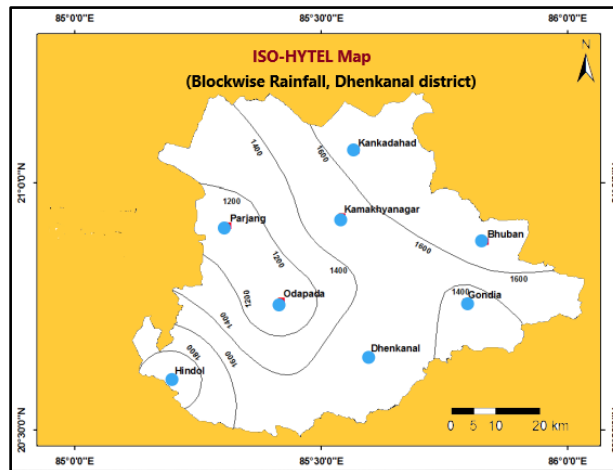 85°0'0"E 85°30'0"E 86°0'0"E
ISO-HYTEL Map
(Blockwise Rainfall, Dhenkanal district)
N
1400
1600
Kankadahad
21°0'0"N
1200
Parjang
Kamakhyanagar
Bhuban
1600
1200
1400
1600
1200
Odapada
1400
Gondia
1400
1600
Dhenkanal
1800
Hindol
0 5 10 20 km
20°30'0"N
85°0'0"E 85°30'0"E 86°0'0"E